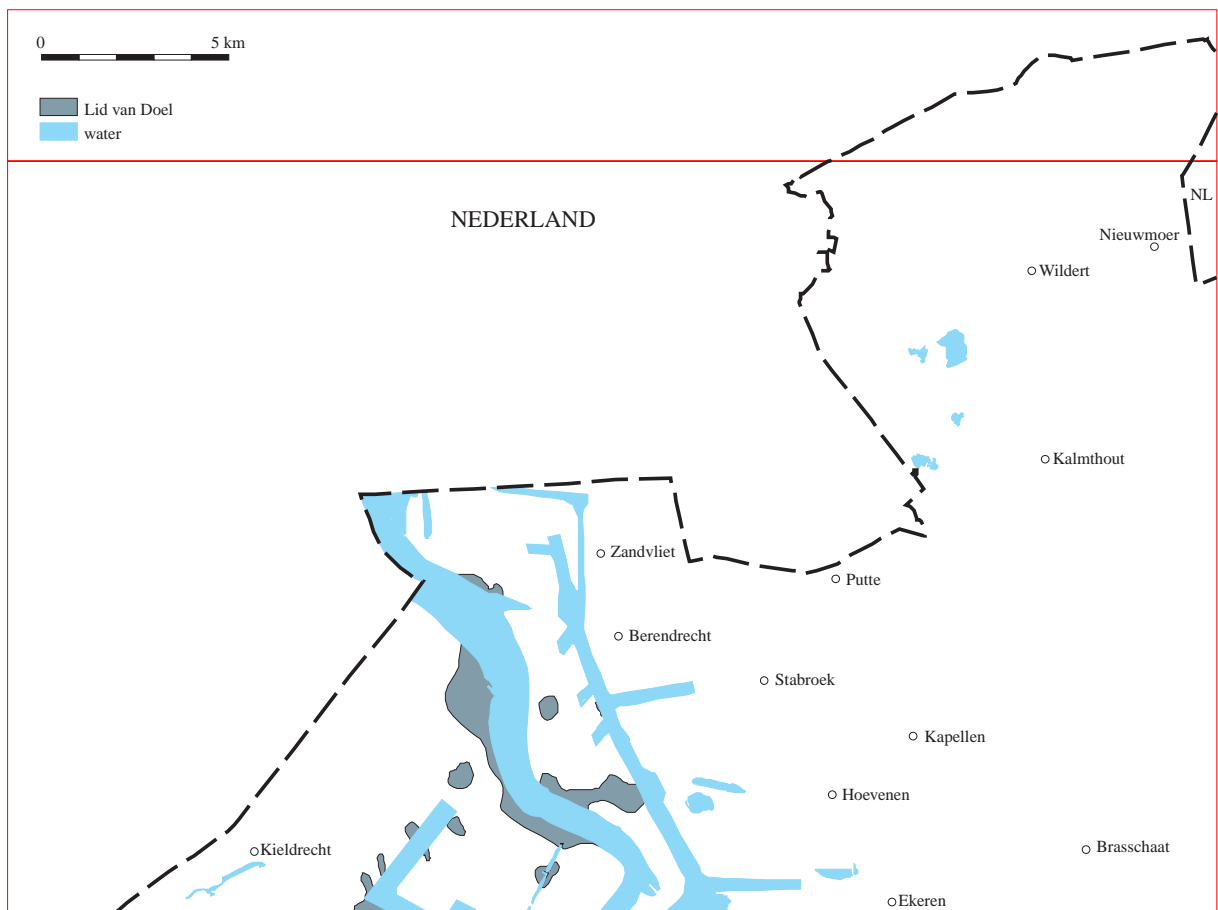 0 5 km
Lid van Doel
water
NEDERLAND
NL
Nieuwmoer
Wildert
Kalmthout
Zandvliet
Putte
Berendrecht
Stabroek
Kapellen
Hoevenen
Kieldrecht
Brasschaat
Ekeren